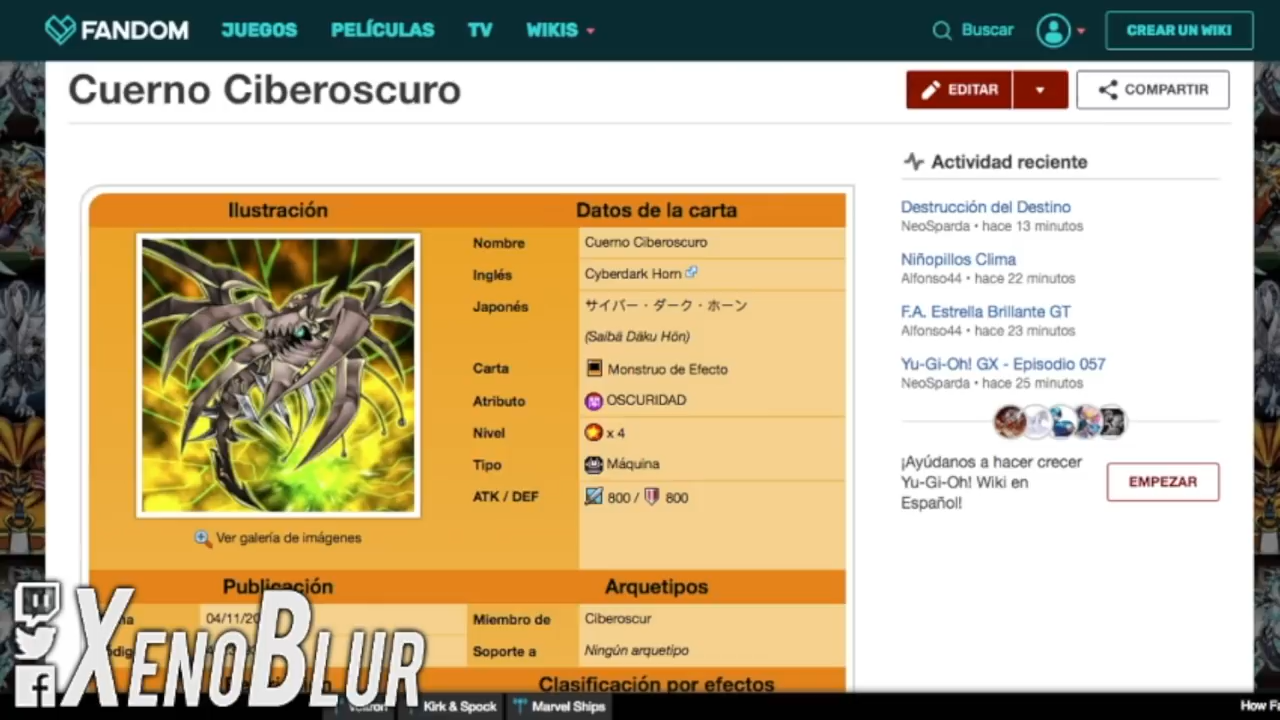 FANDOM JUEGOS PELÍCULAS TV WIKIS Buscar CREAR UN WIKI
Cuerno Ciberoscuro
EDITAR COMPARTIR
Ilustración
Datos de la carta
Nombre Cuerno Ciberoscuro
Inglés Cyberdark Horn
Japonés サイバー・ダーク・ホーン
(Saibā Dāku Hōn)
Carta Monstruo de Efecto
Atributo OSCURIDAD
Nivel x 4
Tipo Máquina
ATK / DEF 800 / 800
Ver galería de imágenes
Publicación
Arquetipos
04/11/20
Miembro de Ciberoscur
Soporte a Ningún arquetipo
Clasificación por efectos
Actividad reciente
Destrucción del Destino
NeoSparda • hace 13 minutos
Niñopillos Clima
Alfonso44 • hace 22 minutos
F.A. Estrella Brillante GT
Alfonso44 • hace 23 minutos
Yu-Gi-Oh! GX - Episodio 057
NeoSparda • hace 25 minutos
¡Ayúdanos a hacer crecer
Yu-Gi-Oh! Wiki en
Español!
EMPEZAR
XENOBLUR
Voltron Kirk & Spock Marvel Ships How